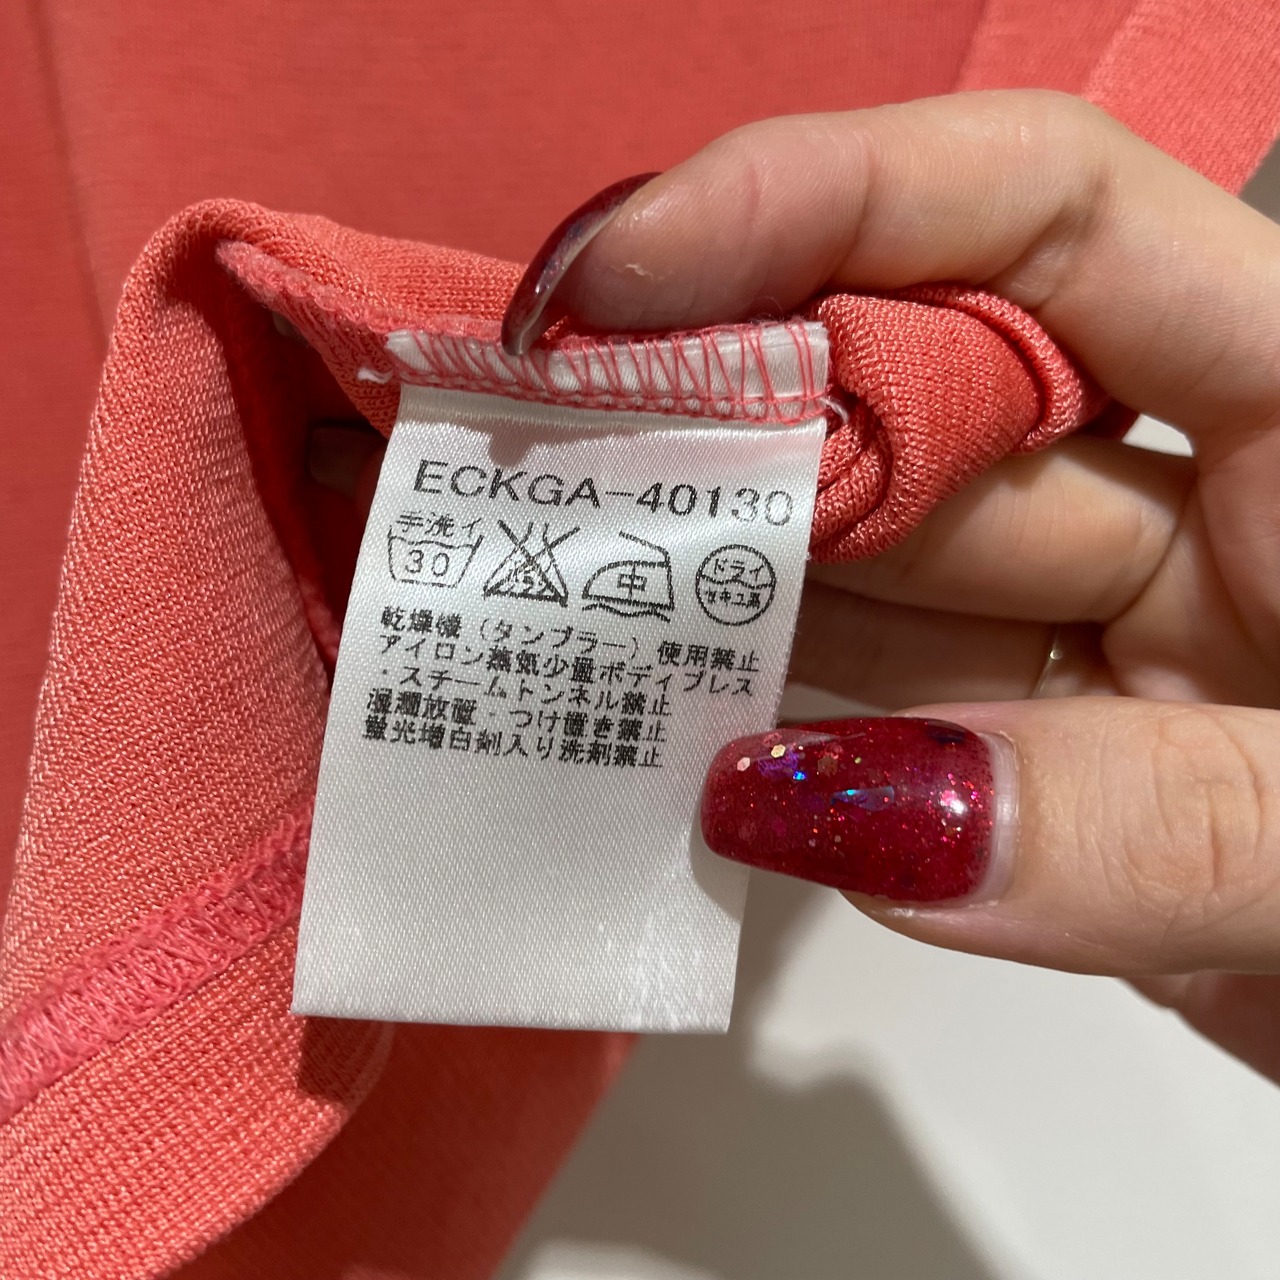 ECKGA-40130
手洗イ
30
中
ドライ
セキユ系
乾燥機（タンブラー）使用禁止
アイロン蒸気少量ボディプレス
・スチームトンネル禁止
湿潤放置・つけ置き禁止
蛍光増白剤入り洗剤禁止